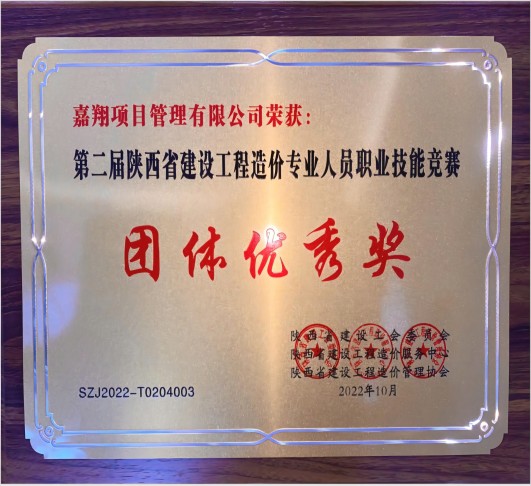 嘉翔项目管理有限公司荣获：
第二届陕西省建设工程造价专业人员职业技能竞赛
团体优秀奖
陕西省建设工会委员会
陕西省建设工程造价服务中心
SZJ2022-T0204003
陕西省建设工程造价管理协会
2022年10月